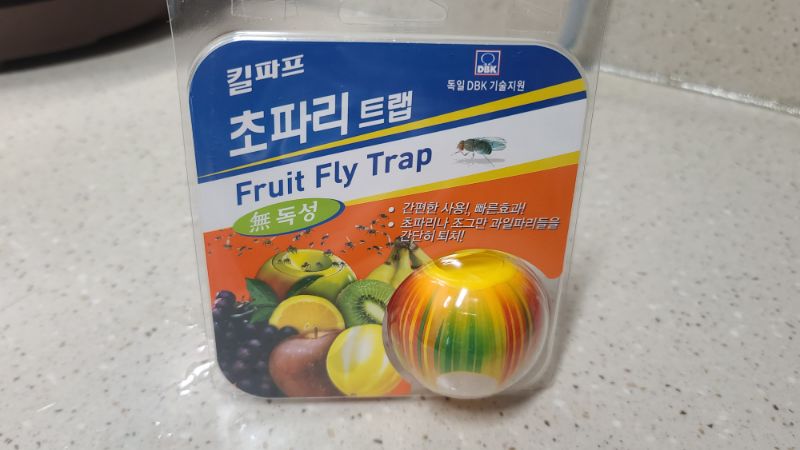 킬파프
DBK
독일 DBK 기술지원
초파리 트랩
Fruit Fly Trap
無 독성
• 간편한 사용!, 빠른효과!
• 초파리나 조그만 과일파리들을
간단히 퇴치!